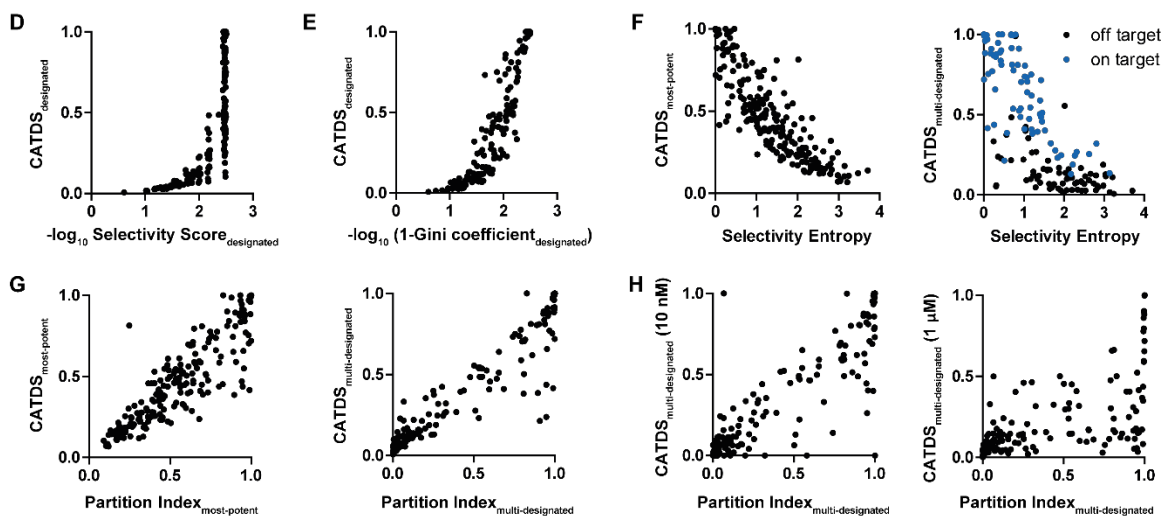 D
CATDS designated
1.0
0.5
0.0
0
1
2
3
-log10 Selectivity Score designated
E
CATDS designated
1.0
0.5
0.0
0
1
2
3
-log10 (1-Gini coefficient designated)
F
CATDS most-potent
1.0
0.5
0.0
0
1
2
3
4
Selectivity Entropy
CATDS multi-designated
1.0
0.5
0.0
0
1
2
3
4
Selectivity Entropy
off target
on target
G
CATDS most-potent
1.0
0.5
0.0
0.0
0.5
1.0
Partition Index most-potent
CATDS multi-designated
1.0
0.5
0.0
0.0
0.5
1.0
Partition Index multi-designated
H
CATDS multi-designated (10 nM)
1.0
0.5
0.0
0.0
0.5
1.0
Partition Index multi-designated
CATDS multi-designated (1 µM)
1.0
0.5
0.0
0.0
0.5
1.0
Partition Index multi-designated